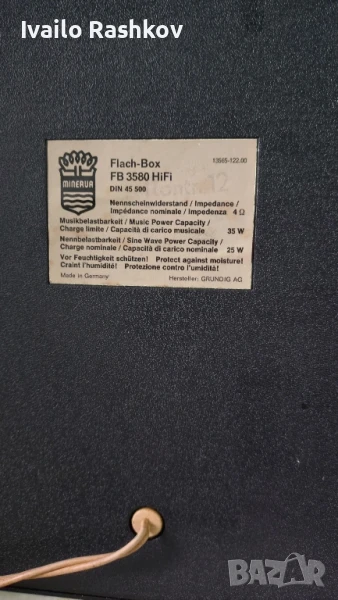 Ivailo Rashkov
MINERVA
Flach-Box
13565-122.00
FB 3580 HiFi
DIN 45 500
Nennscheinwiderstand / Impedance /
Impédance nominale / Impedenza 4 Ω
Musikbelastbarkeit / Music Power Capacity /
Charge limite / Capacità di carico musicale 35 W
Nennbelastbarkeit / Sine Wave Power Capacity /
Charge nominale / Capacità di carico nominale 25 W
Vor Feuchtigkeit schützen! Protect against moisture!
Craint l'humidité! Protezione contro l'umidità!
Made in Germany Hersteller: GRUNDIG AG
BAZAR